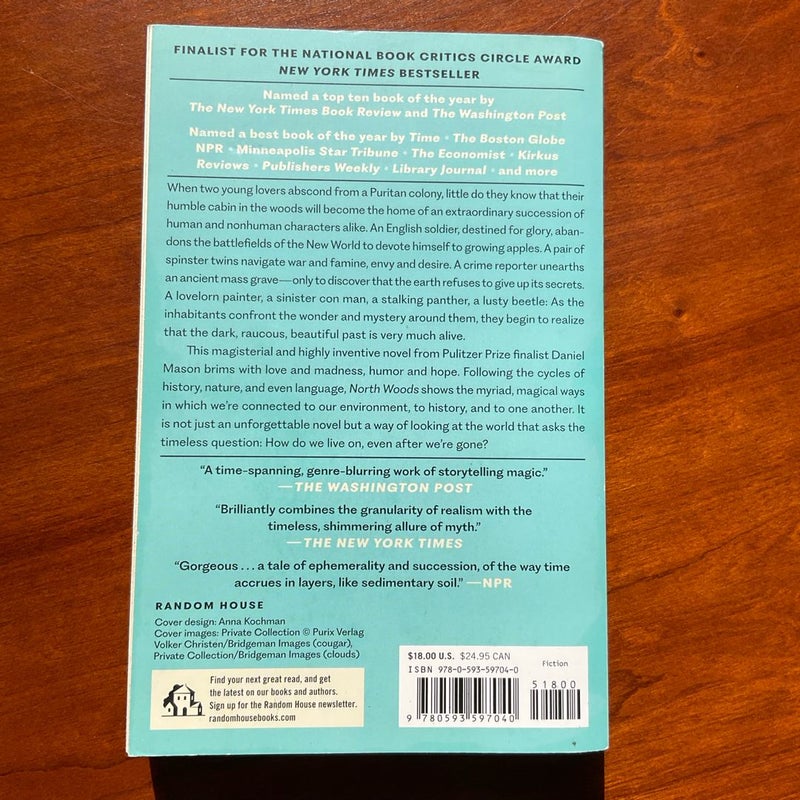 FINALIST FOR THE NATIONAL BOOK CRITICS CIRCLE AWARD
NEW YORK TIMES BESTSELLER
Named a top ten book of the year by
The New York Times Book Review and The Washington Post
Named a best book of the year by Time • The Boston Globe
NPR • Minneapolis Star Tribune • The Economist • Kirkus
Reviews • Publishers Weekly • Library Journal • and more
When two young lovers abscond from a Puritan colony, little do they know that their
humble cabin in the woods will become the home of an extraordinary succession of
human and nonhuman characters alike. An English soldier, destined for glory, aban-
dons the battlefields of the New World to devote himself to growing apples. A pair of
spinster twins navigate war and famine, envy and desire. A crime reporter unearths
an ancient mass grave—only to discover that the earth refuses to give up its secrets.
A lovelorn painter, a sinister con man, a stalking panther, a lusty beetle: As the
inhabitants confront the wonder and mystery around them, they begin to realize
that the dark, raucous, beautiful past is very much alive.
This magisterial and highly inventive novel from Pulitzer Prize finalist Daniel
Mason brims with love and madness, humor and hope. Following the cycles of
history, nature, and even language, North Woods shows the myriad, magical ways
in which we're connected to our environment, to history, and to one another. It
is not just an unforgettable novel but a way of looking at the world that asks the
timeless question: How do we live on, even after we're gone?
“A time-spanning, genre-blurring work of storytelling magic.”
—THE WASHINGTON POST
“Brilliantly combines the granularity of realism with the
timeless, shimmering allure of myth.”
—THE NEW YORK TIMES
“Gorgeous . . . a tale of ephemerality and succession, of the way time
accrues in layers, like sedimentary soil.” —NPR
RANDOM HOUSE
Cover design: Anna Kochman
Cover images: Private Collection © Purix Verlag
Volker Christen/Bridgeman Images (cougar),
Private Collection/Bridgeman Images (clouds)
Find your next great read, and get
the latest on our books and authors.
Sign up for the Random House newsletter.
randomhousebooks.com
$18.00 U.S. $24.95 CAN
ISBN 978-0-593-59704-0
Fiction
51800
9 780593 597040